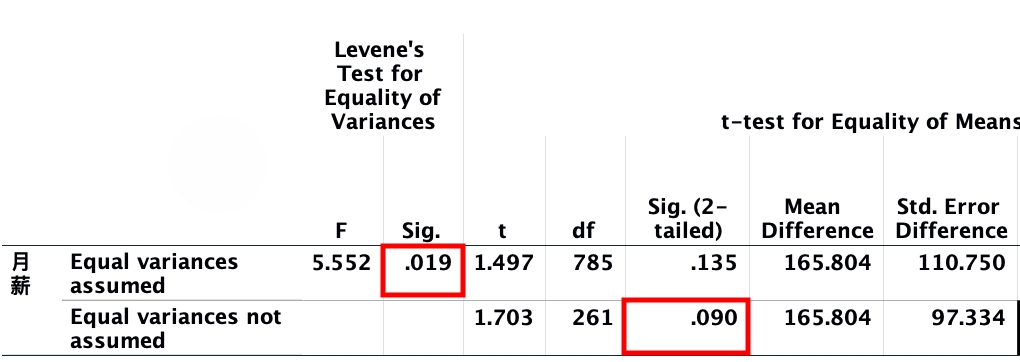 Levene's
Test for
Equality of
Variances
t-test for Equality of Means
F
Sig.
t
df
Sig. (2-
tailed)
Mean
Difference
Std. Error
Difference
月
薪
Equal variances
assumed
5.552
.019
1.497
785
.135
165.804
110.750
Equal variances not
assumed
1.703
261
.090
165.804
97.334